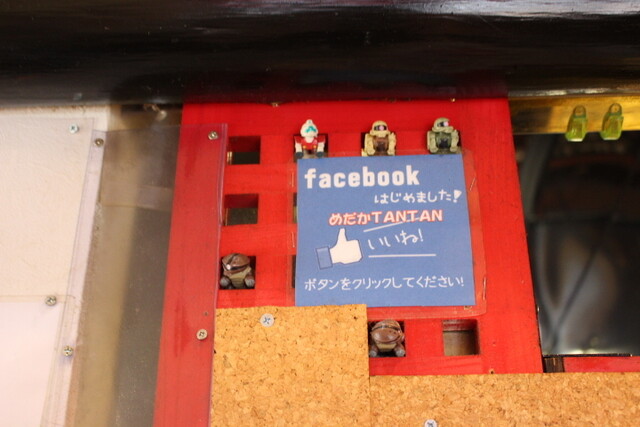 facebook
はじめました!
めだかTANTAN
いいね!
ボタンをクリックしてください!